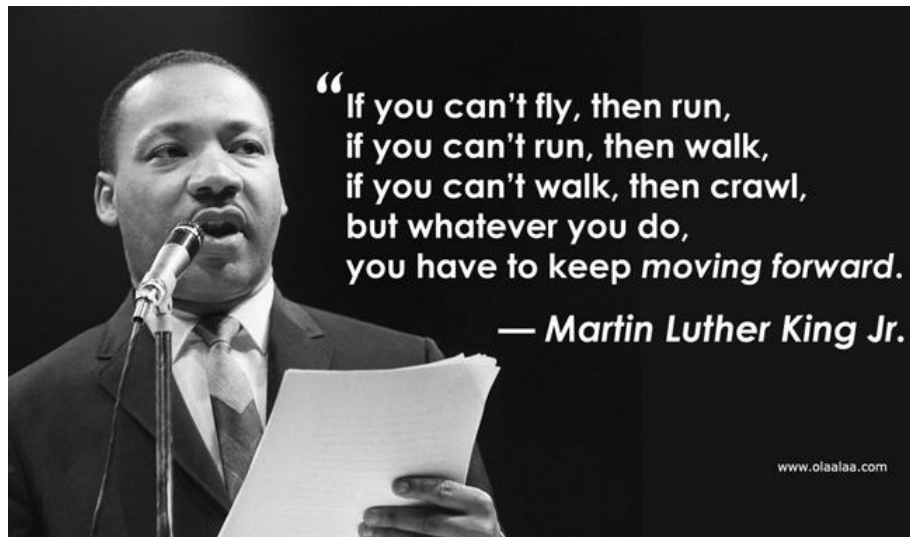 “If you can’t fly, then run,
if you can’t run, then walk,
if you can’t walk, then crawl,
but whatever you do,
you have to keep moving forward.
— Martin Luther King Jr.
www.olaalaa.com